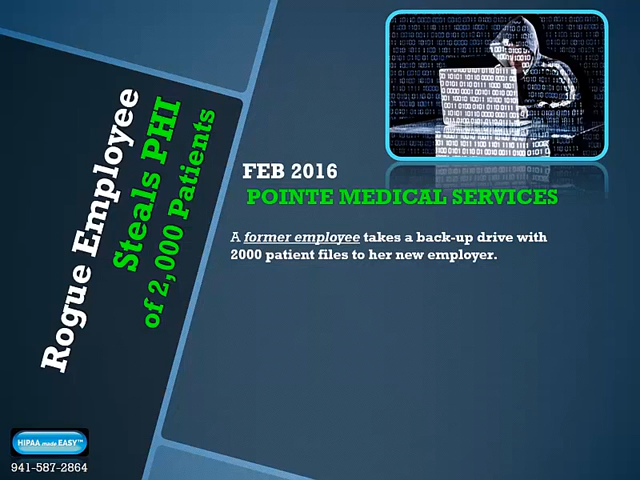 Rogue Employee
Steals PHI
of 2,000 Patients
FEB 2016
POINTE MEDICAL SERVICES
A former employee takes a back-up drive with
2000 patient files to her new employer.
HIPAA made EASY™
941-587-2864